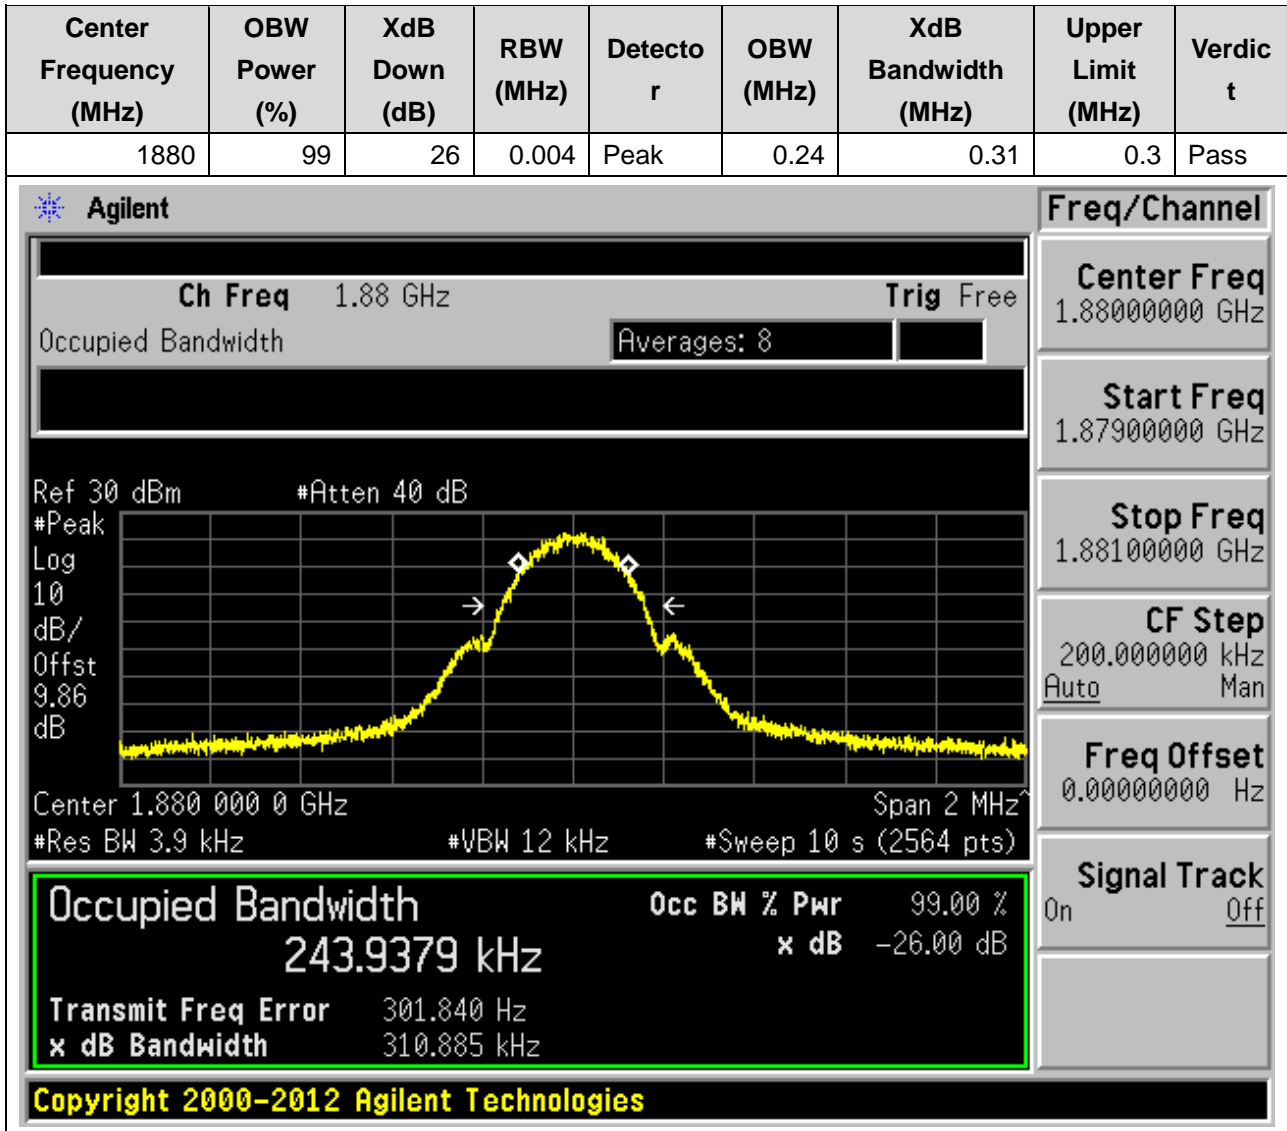 Center Frequency (MHz) OBW Power (%) XdB Down (dB) RBW (MHz) Detecto r OBW (MHz) XdB Bandwidth (MHz) Upper Limit (MHz) Verdic t
1880 99 26 0.004 Peak 0.24 0.31 0.3 Pass
Agilent
Freq/Channel
Ch Freq 1.88 GHz Trig Free
Occupied Bandwidth Averages: 8
Center Freq
1.88000000 GHz
Start Freq
1.87900000 GHz
Stop Freq
1.88100000 GHz
CF Step
200.000000 kHz
Auto Man
Freq Offset
0.00000000 Hz
Signal Track
On Off
Ref 30 dBm #Atten 40 dB
#Peak
Log
10
dB/
Offst
9.86
dB
Center 1.880 000 0 GHz Span 2 MHz^
#Res BW 3.9 kHz #VBW 12 kHz #Sweep 10 s (2564 pts)
Occupied Bandwidth Occ BW % Pwr 99.00 %
243.9379 kHz x dB -26.00 dB
Transmit Freq Error 301.840 Hz
x dB Bandwidth 310.885 kHz
Copyright 2000-2012 Agilent Technologies